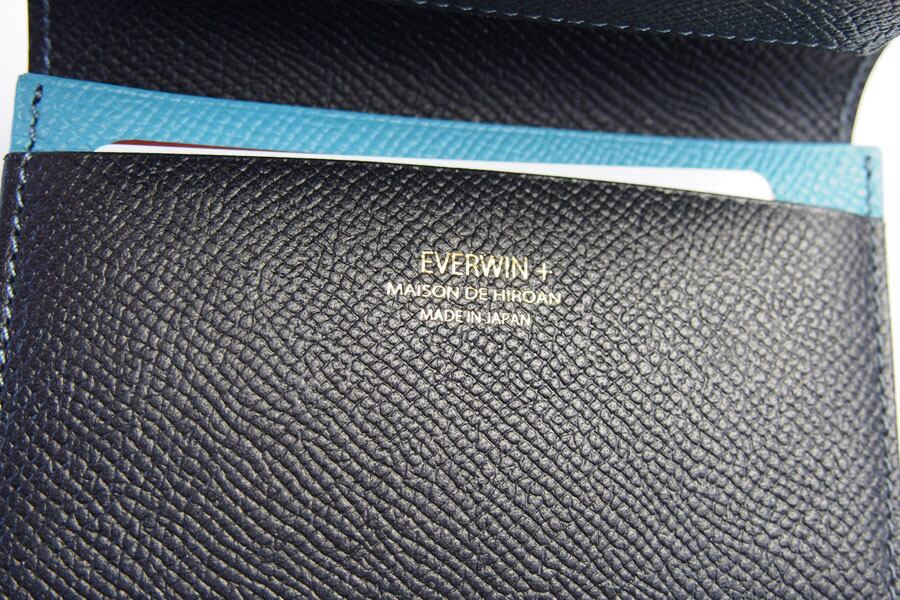 EVERWIN +
MAISON DE HIROAN
MADE IN JAPAN